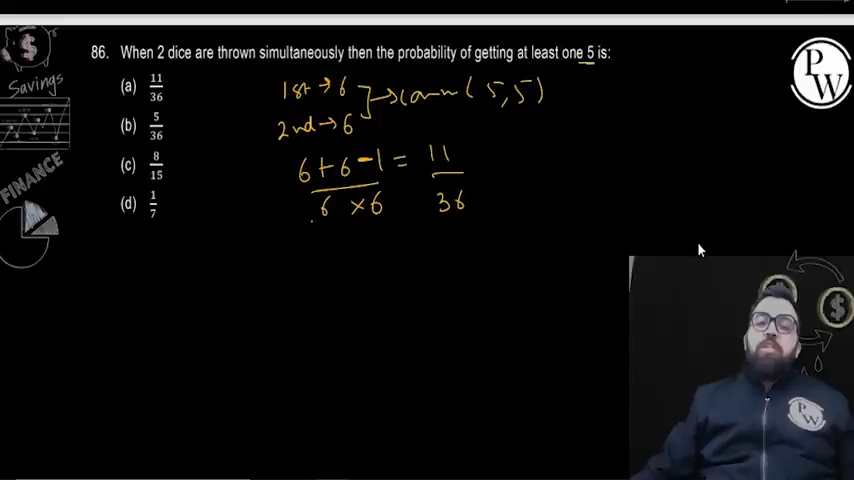 86. When 2 dice are thrown simultaneously then the probability of getting at least one 5 is:
(a) 11/36
(b) 5/36
(c) 8/15
(d) 1/7
1st → 6
2nd → 6
→ comm (5,5)
6+6-1 = 11
6 × 6 36
Savings
FINANCE
P
W
P
W